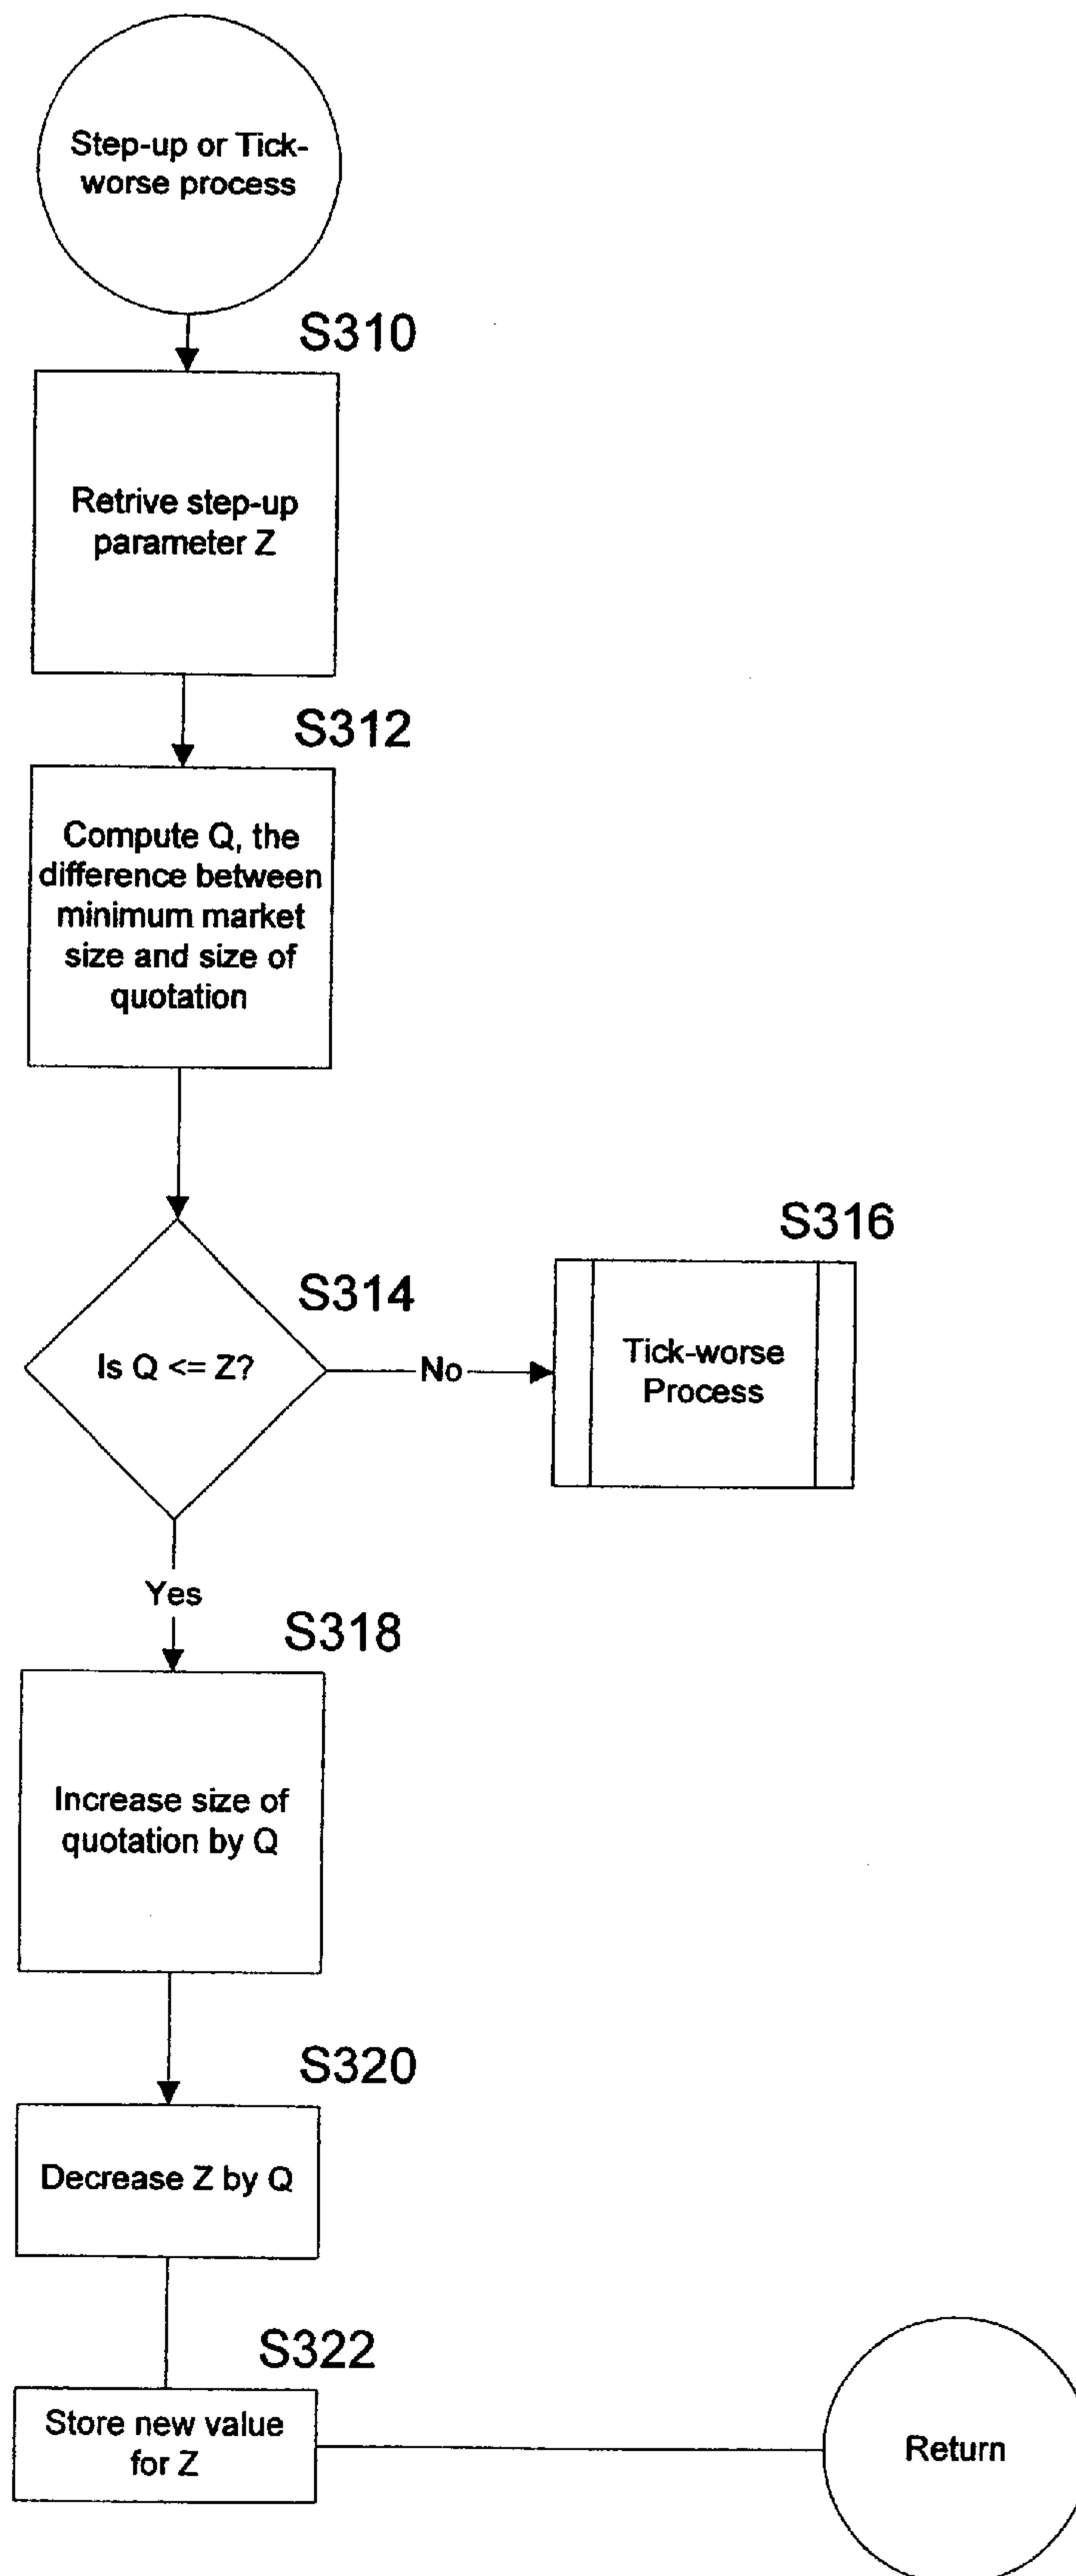 Step-up or Tick-
worse process
S310
Retrive step-up
parameter Z
S312
Compute Q, the
difference between
minimum market
size and size of
quotation
S314
Is Q <= Z?
No
S316
Tick-worse
Process
Yes
S318
Increase size of
quotation by Q
S320
Decrease Z by Q
S322
Store new value
for Z
Return